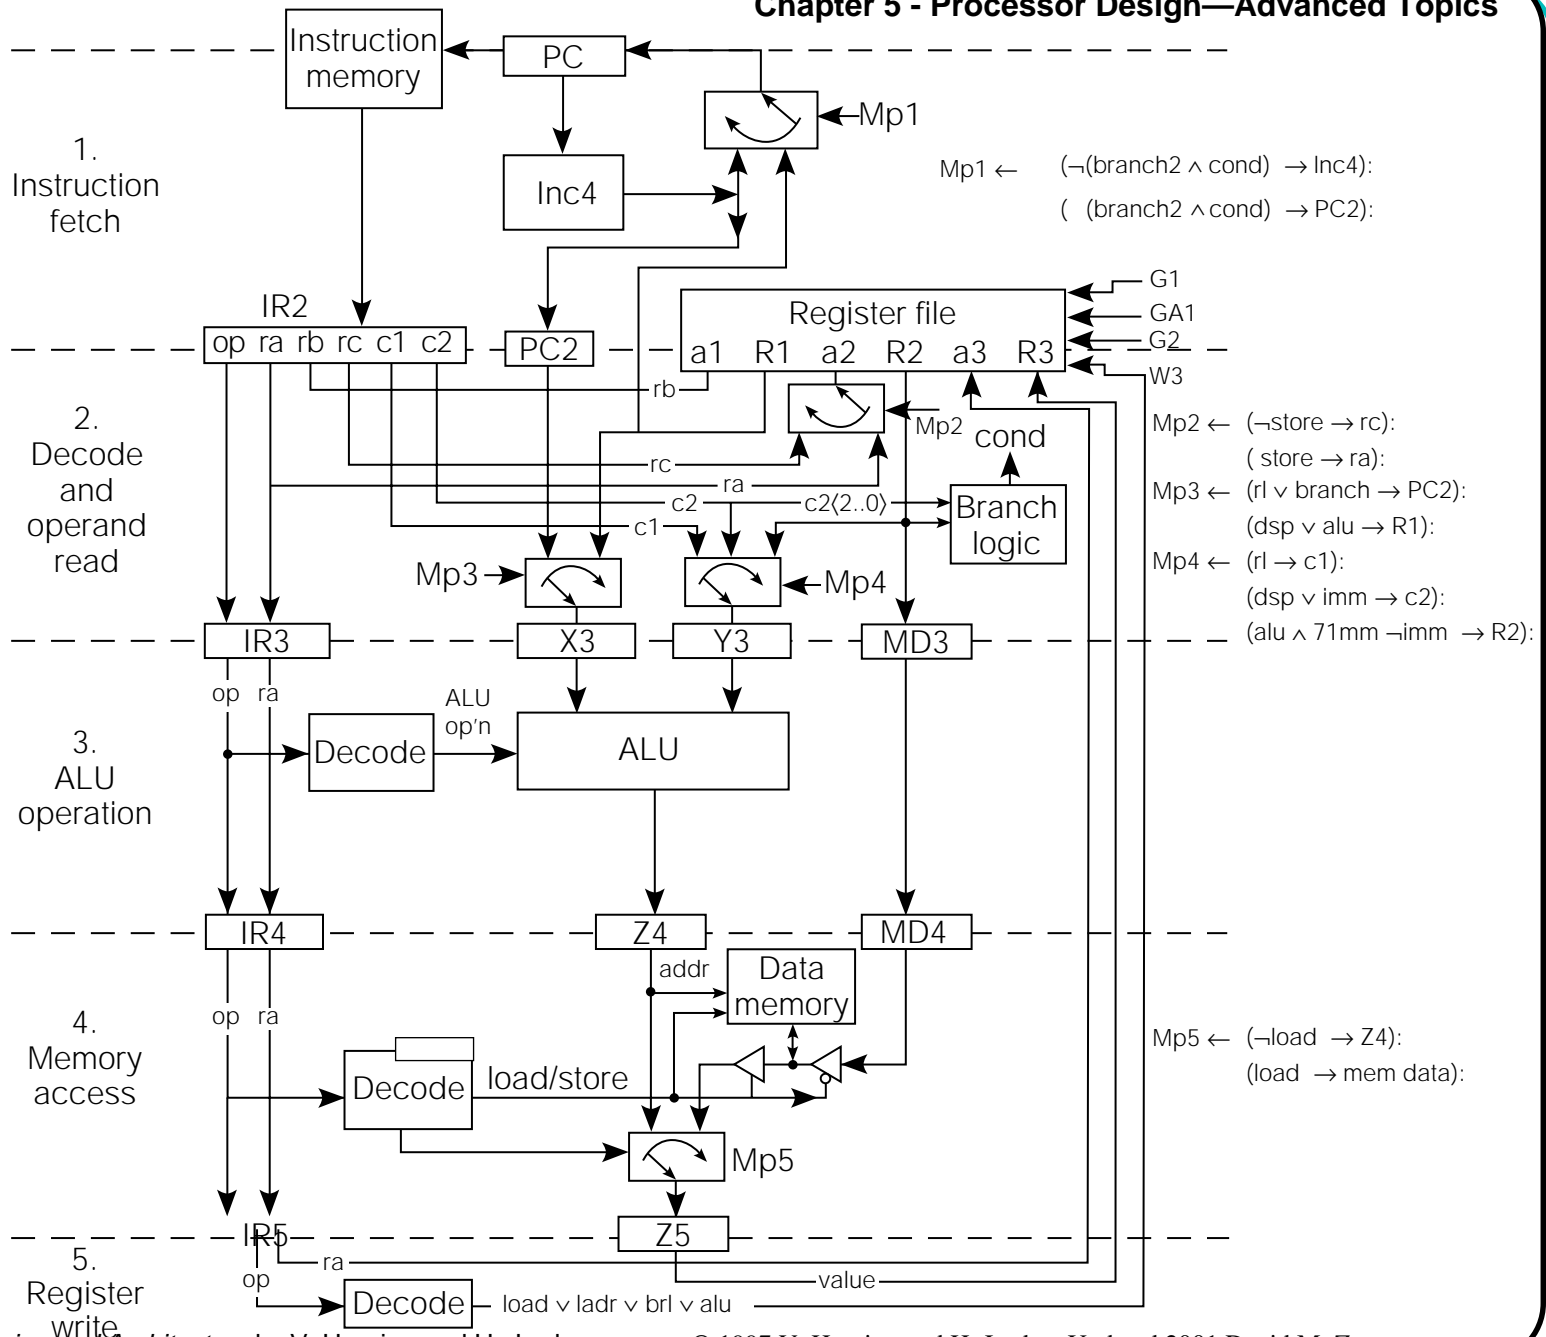 Chapter 5 - Processor Design—Advanced Topics
Instruction
memory
PC
Mp1
1.
Instruction
fetch
Inc4
Mp1 ← (¬(branch2 ∧ cond) → Inc4):
( (branch2 ∧ cond) → PC2):
IR2
op ra rb rc c1 c2
PC2
Register file
a1 R1 a2 R2 a3 R3
G1
GA1
G2
W3
2.
Decode
and
operand
read
rb
Mp2
cond
rc
ra
c2
c2⟨2..0⟩
c1
Branch
logic
Mp3
Mp4
Mp2 ← (¬store → rc):
( store → ra):
Mp3 ← (rl ∨ branch → PC2):
(dsp ∨ alu → R1):
Mp4 ← (rl → c1):
(dsp ∨ imm → c2):
(alu ∧ 71mm ¬imm → R2):
IR3
X3
Y3
MD3
op ra
3.
ALU
operation
Decode
ALU
op'n
ALU
IR4
Z4
MD4
addr
Data
memory
op ra
4.
Memory
access
Decode
load/store
Mp5
Mp5 ← (¬load → Z4):
(load → mem data):
IR5
Z5
5.
Register
write
ra
op
value
Decode
load ∨ ladr ∨ brl ∨ alu